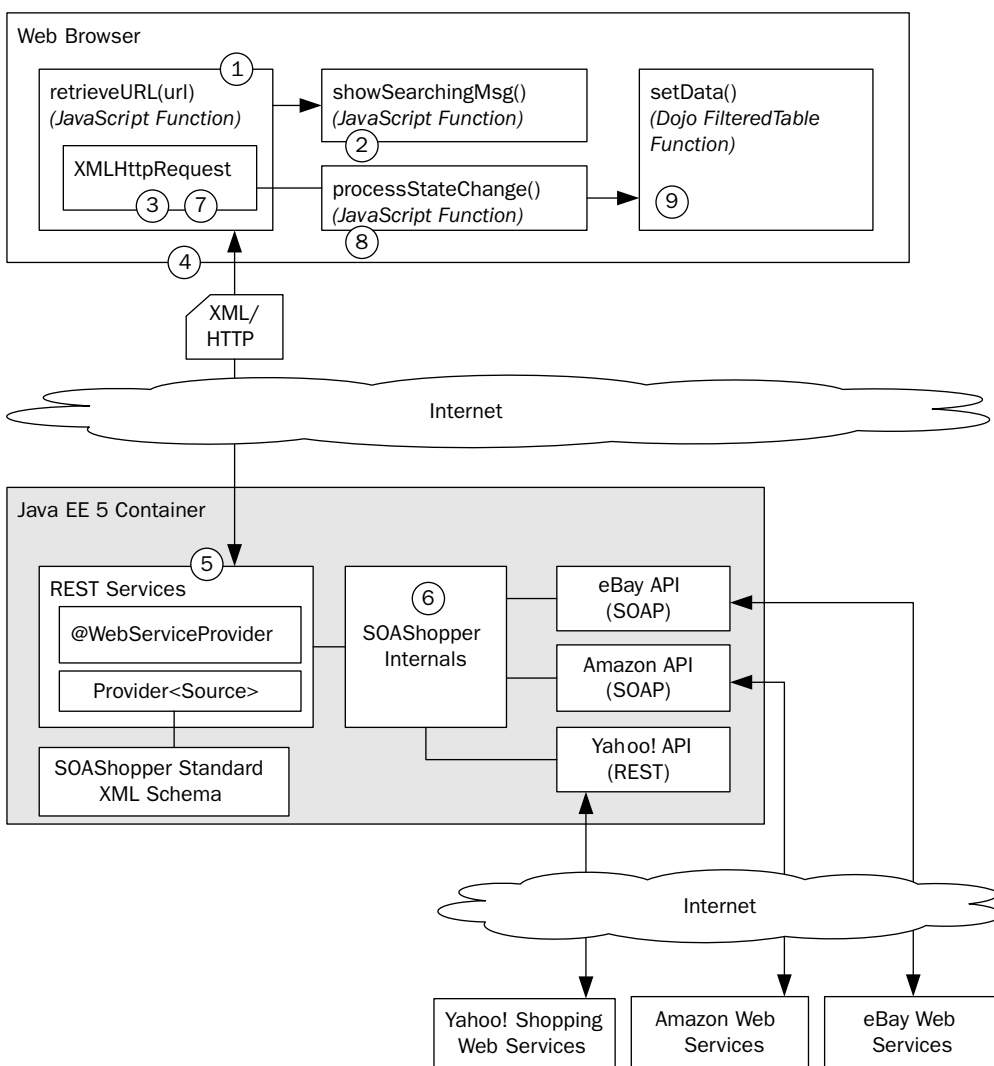 Web Browser
1
retrieveURL(url)
(JavaScript Function)
showSearchingMsg()
(JavaScript Function)
2
setData()
(Dojo FilteredTable
Function)
XMLHttpRequest
3
7
processStateChange()
(JavaScript Function)
8
9
4
XML/
HTTP
Internet
Java EE 5 Container
5
REST Services
@WebServiceProvider
Provider<Source>
SOAShopper Standard
XML Schema
6
SOAShopper
Internals
eBay API
(SOAP)
Amazon API
(SOAP)
Yahoo! API
(REST)
Internet
Yahoo! Shopping
Web Services
Amazon Web
Services
eBay Web
Services